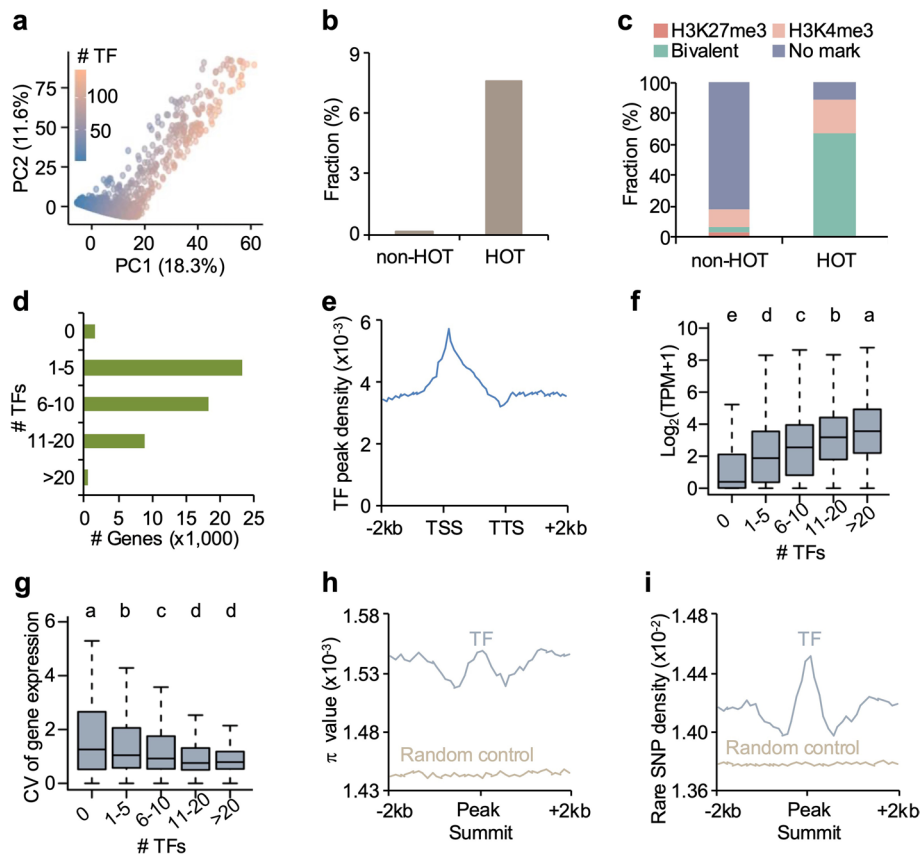 a
# TF
100
50
PC2 (11.6%)
75
50
25
0
0
20
40
60
PC1 (18.3%)
b
Fraction (%)
9
6
3
0
non-HOT
HOT
c
H3K27me3
H3K4me3
Bivalent
No mark
Fraction (%)
100
80
60
40
20
0
non-HOT
HOT
d
# TFs
0
1-5
6-10
11-20
>20
0
5
10
15
20
25
# Genes (x1,000)
e
TF peak density (x10-3)
6
4
3
0
-2kb
TSS
TTS
+2kb
f
e
d
c
b
a
Log2(TPM+1)
10
8
6
4
2
0
0
1-5
6-10
11-20
>20
# TFs
g
a
b
c
d
d
CV of gene expression
6
4
2
0
0
1-5
6-10
11-20
>20
# TFs
h
π value (x10-3)
1.58
1.53
1.48
1.43
TF
Random control
-2kb
Peak
Summit
+2kb
i
Rare SNP density (x10-2)
1.48
1.44
1.40
1.36
TF
Random control
-2kb
Peak
Summit
+2kb